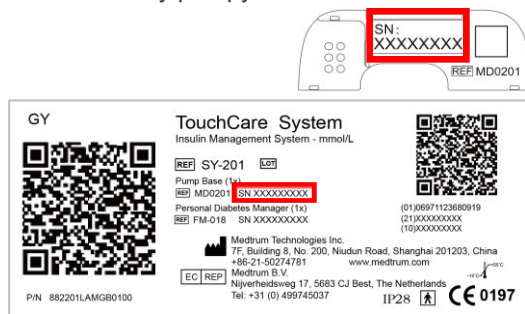 SN:
XXXXXXXX
REF MD0201
GY
TouchCare System
Insulin Management System - mmol/L
REF SY-201 LOT
Pump Base (1x)
REF MD0201 SN XXXXXXXXX
Personal Diabetes Manager (1x)
REF FM-018 SN XXXXXXXXX
(01)06971123680919
(21)XXXXXXXXX
(10)XXXXXXXXX
Medtrum Technologies Inc.
7F, Building 8, No. 200, Niudun Road, Shanghai 201203, China
+86-21-50274781 www.medtrum.com
EC REP Medtrum B.V.
Nijverheidsweg 17, 5683 CJ Best, The Netherlands
Tel: +31 (0) 499745037
-10°C
+55°C
P/N 882201LAMGB0100
IP28
CE 0197